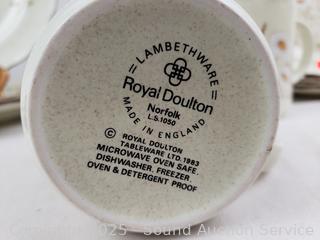 =LAMBETHWARE=
Royal Doulton
Norfolk
L.S.1050
MADE IN ENGLAND
© ROYAL DOULTON
TABLEWARE LTD. 1983
MICROWAVE OVEN SAFE.
DISHWASHER, FREEZER,
OVEN & DETERGENT PROOF
Copyright 2025 - Sound Auction Service